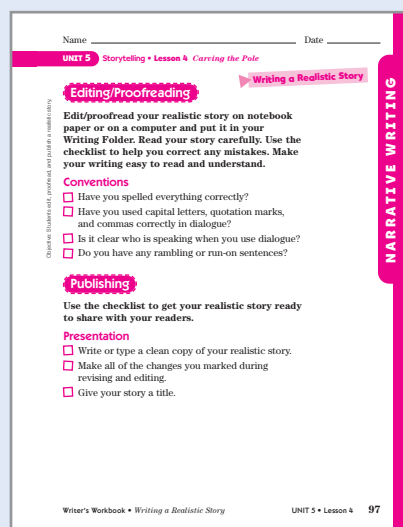 Name Date
UNIT 5 Storytelling • Lesson 4 Carving the Pole
Writing a Realistic Story
Editing/Proofreading
Edit/proofread your realistic story on notebook
paper or on a computer and put it in your
Writing Folder. Read your story carefully. Use the
checklist to help you correct any mistakes. Make
your writing easy to read and understand.
Conventions
Have you spelled everything correctly?
Have you used capital letters, quotation marks,
and commas correctly in dialogue?
Is it clear who is speaking when you use dialogue?
Do you have any rambling or run-on sentences?
Publishing
Use the checklist to get your realistic story ready
to share with your readers.
Presentation
Write or type a clean copy of your realistic story.
Make all of the changes you marked during
revising and editing.
Give your story a title.
Objective: Students edit, proofread, and publish a realistic story.
NARRATIVE WRITING
Writer's Workbook • Writing a Realistic Story UNIT 5 • Lesson 4 97